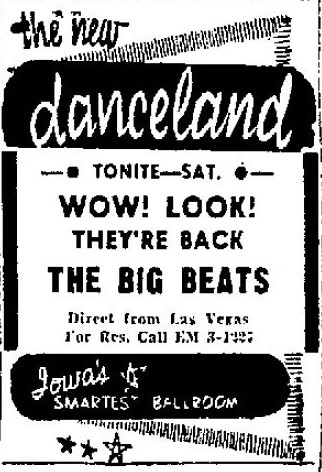 the new
danceland
TONITE—SAT.
WOW! LOOK!
THEY'RE BACK
THE BIG BEATS
Direct from Las Vegas
For Res. Call EM
Iowa's
SMARTEST BALLROOM